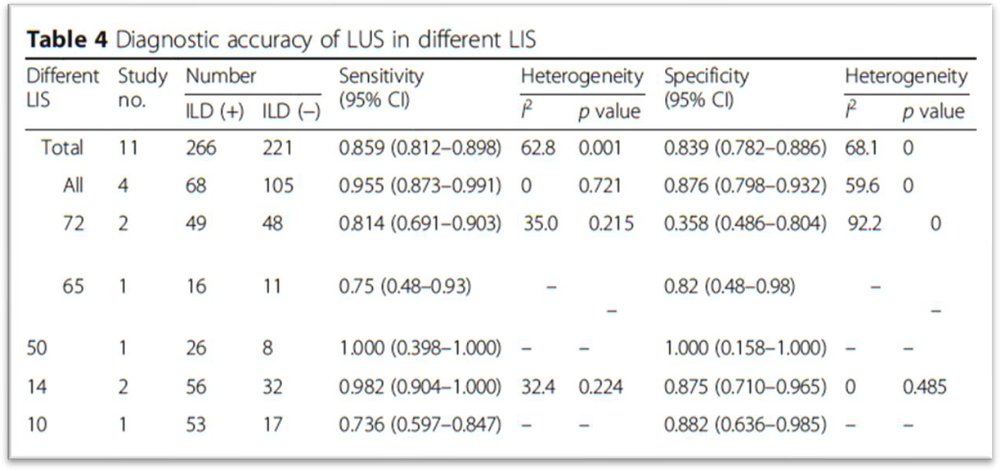 Table 4 Diagnostic accuracy of LUS in different LIS
Different LIS Study no. Number Sensitivity (95% CI) Heterogeneity Specificity (95% CI) Heterogeneity
ILD (+) ILD (−) I² p value I² p value
Total 11 266 221 0.859 (0.812–0.898) 62.8 0.001 0.839 (0.782–0.886) 68.1 0
All 4 68 105 0.955 (0.873–0.991) 0 0.721 0.876 (0.798–0.932) 59.6 0
72 2 49 48 0.814 (0.691–0.903) 35.0 0.215 0.358 (0.486–0.804) 92.2 0
65 1 16 11 0.75 (0.48–0.93) – – 0.82 (0.48–0.98) – –
50 1 26 8 1.000 (0.398–1.000) – – 1.000 (0.158–1.000) – –
14 2 56 32 0.982 (0.904–1.000) 32.4 0.224 0.875 (0.710–0.965) 0 0.485
10 1 53 17 0.736 (0.597–0.847) – – 0.882 (0.636–0.985) – –